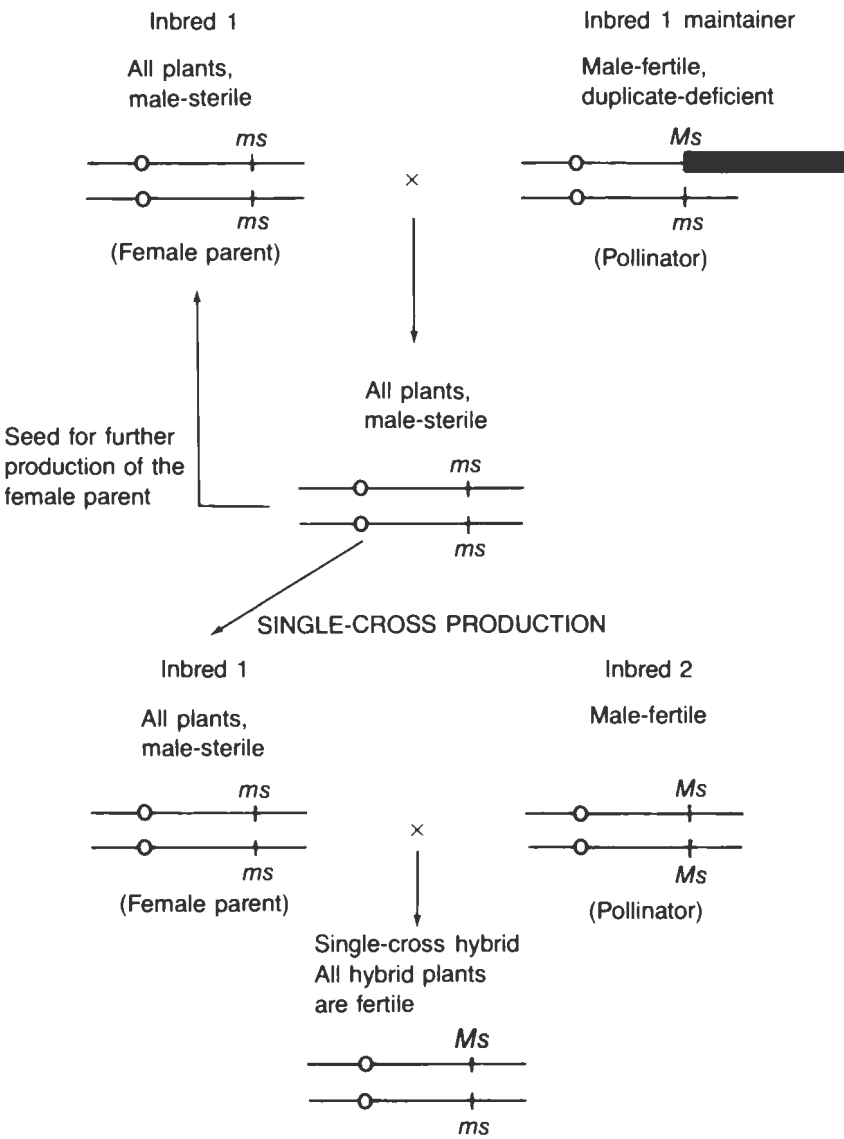 Inbred 1
All plants,
male-sterile
ms
ms
(Female parent)
×
Inbred 1 maintainer
Male-fertile,
duplicate-deficient
Ms
ms
(Pollinator)
All plants,
male-sterile
ms
ms
Seed for further
production of the
female parent
SINGLE-CROSS PRODUCTION
Inbred 1
All plants,
male-sterile
ms
ms
(Female parent)
×
Inbred 2
Male-fertile
Ms
Ms
(Pollinator)
Single-cross hybrid
All hybrid plants
are fertile
Ms
ms